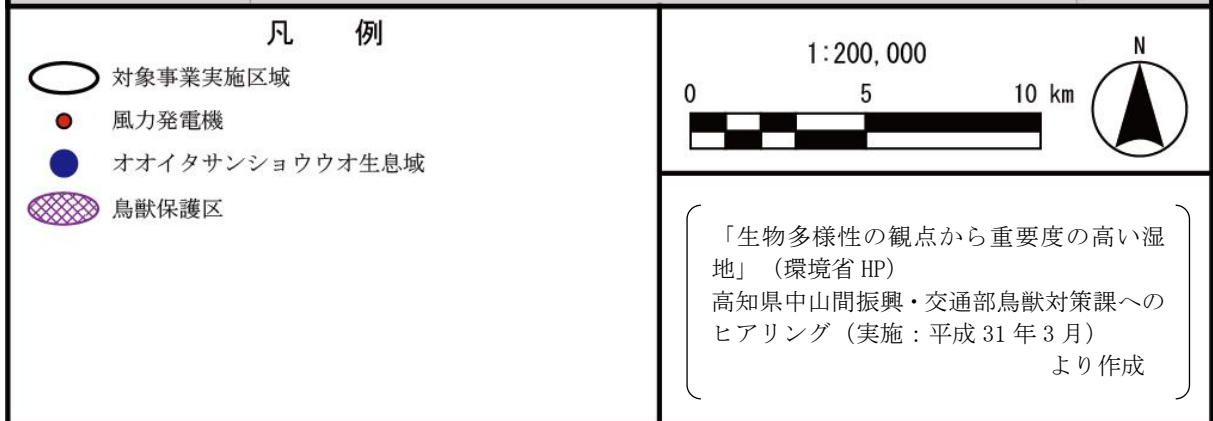 凡　例
対象事業実施区域
風力発電機
オオイタサンショウウオ生息域
鳥獣保護区
1:200,000
0 5 10 km
N
「生物多様性の観点から重要度の高い湿
地」（環境省 HP）
高知県中山間振興・交通部鳥獣対策課への
ヒアリング（実施：平成 31 年 3 月）
より作成